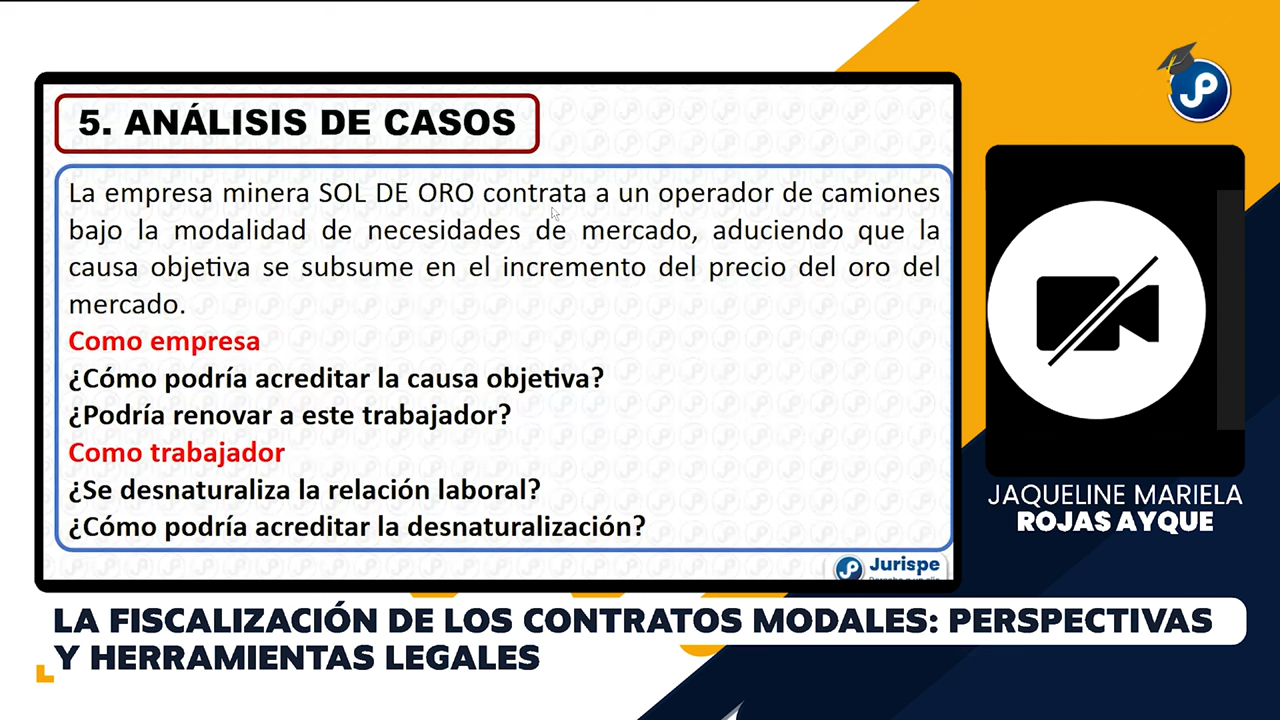 5. ANÁLISIS DE CASOS
La empresa minera SOL DE ORO contrata a un operador de camiones
bajo la modalidad de necesidades de mercado, aduciendo que la
causa objetiva se subsume en el incremento del precio del oro del
mercado.
Como empresa
¿Cómo podría acreditar la causa objetiva?
¿Podría renovar a este trabajador?
Como trabajador
¿Se desnaturaliza la relación laboral?
¿Cómo podría acreditar la desnaturalización?
Jurispe
JP
JAQUELINE MARIELA
ROJAS AYQUE
LA FISCALIZACIÓN DE LOS CONTRATOS MODALES: PERSPECTIVAS
Y HERRAMIENTAS LEGALES